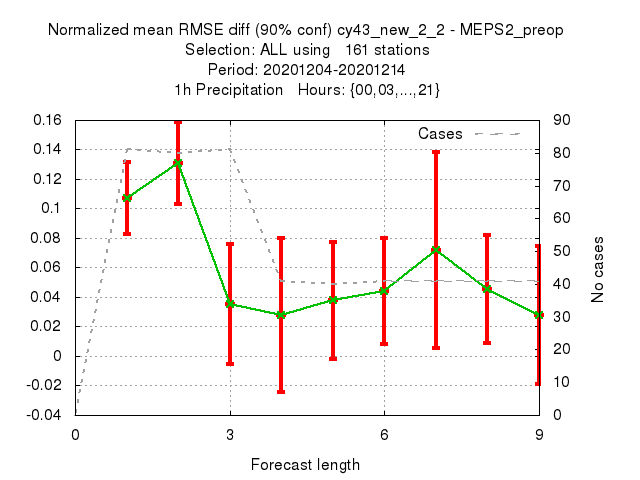 Normalized mean RMSE diff (90% conf) cy43_new_2_2 - MEPS2_preop
Selection: ALL using   161 stations
Period: 20201204-20201214
1h Precipitation   Hours: {00,03,...,21}
Cases
0.16
0.14
0.12
0.1
0.08
0.06
0.04
0.02
0
-0.02
-0.04
90
80
70
60
50
40
30
20
10
0
No cases
0 3 6 9
Forecast length